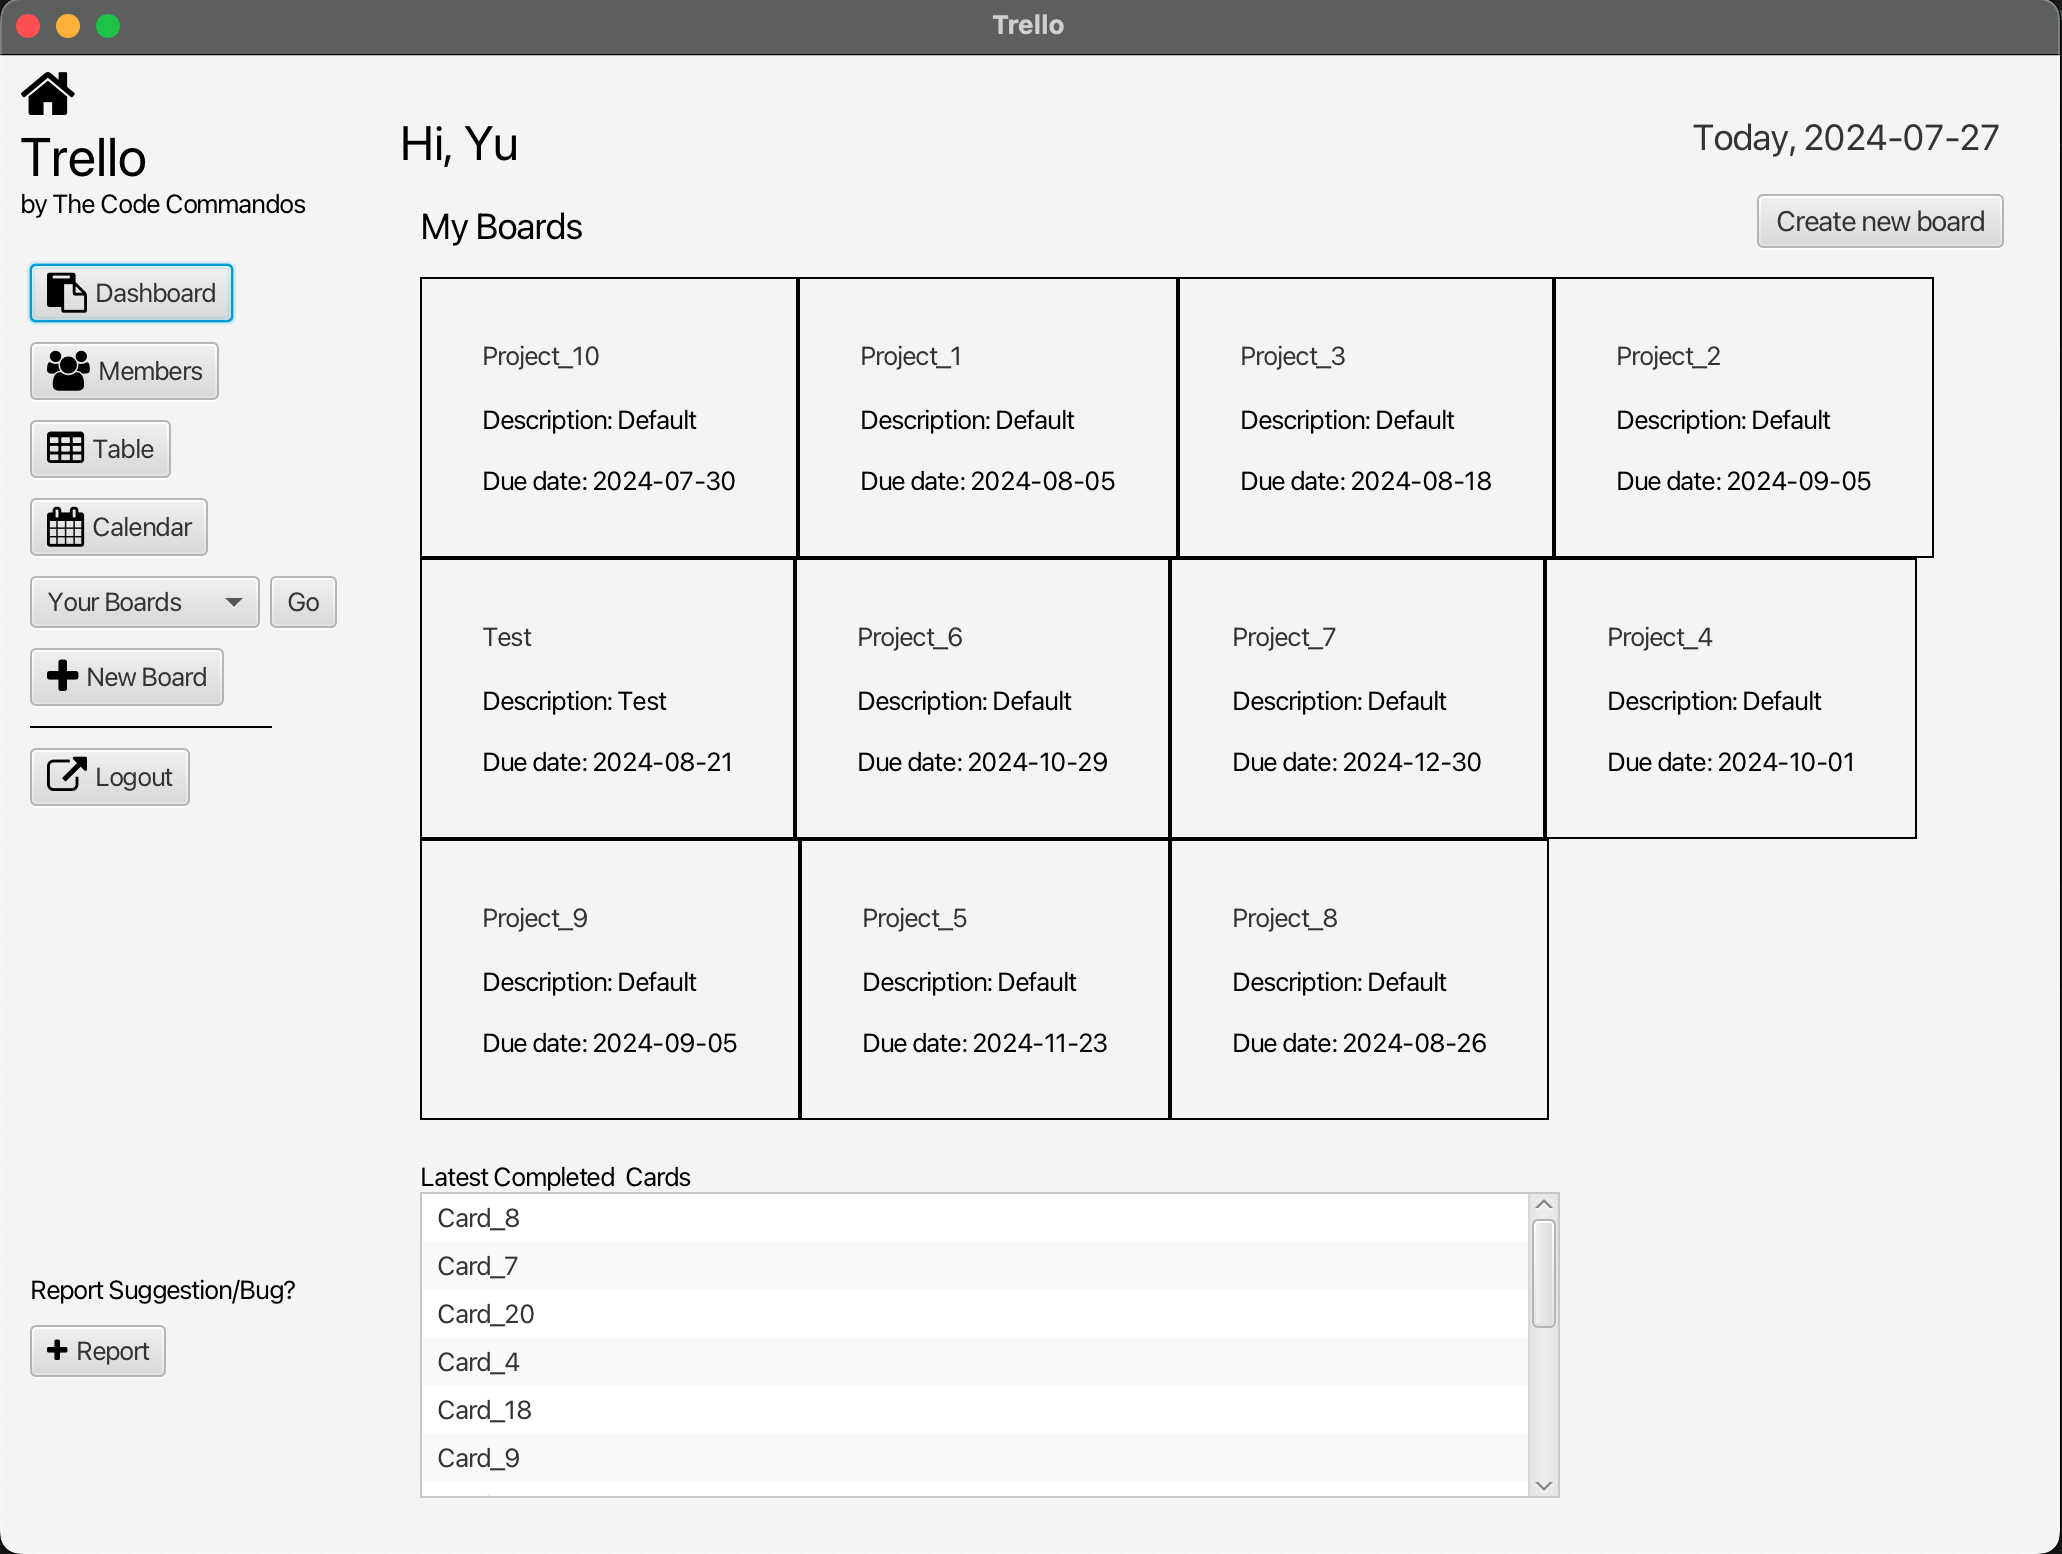 Trello
Trello
by The Code Commandos
Dashboard
Members
Table
Calendar
Your Boards
Go
New Board
Logout
Report Suggestion/Bug?
Report
Hi, Yu
Today, 2024-07-27
My Boards
Create new board
Project_10
Description: Default
Due date: 2024-07-30
Project_1
Description: Default
Due date: 2024-08-05
Project_3
Description: Default
Due date: 2024-08-18
Project_2
Description: Default
Due date: 2024-09-05
Test
Description: Test
Due date: 2024-08-21
Project_6
Description: Default
Due date: 2024-10-29
Project_7
Description: Default
Due date: 2024-12-30
Project_4
Description: Default
Due date: 2024-10-01
Project_9
Description: Default
Due date: 2024-09-05
Project_5
Description: Default
Due date: 2024-11-23
Project_8
Description: Default
Due date: 2024-08-26
Latest Completed  Cards
Card_8
Card_7
Card_20
Card_4
Card_18
Card_9